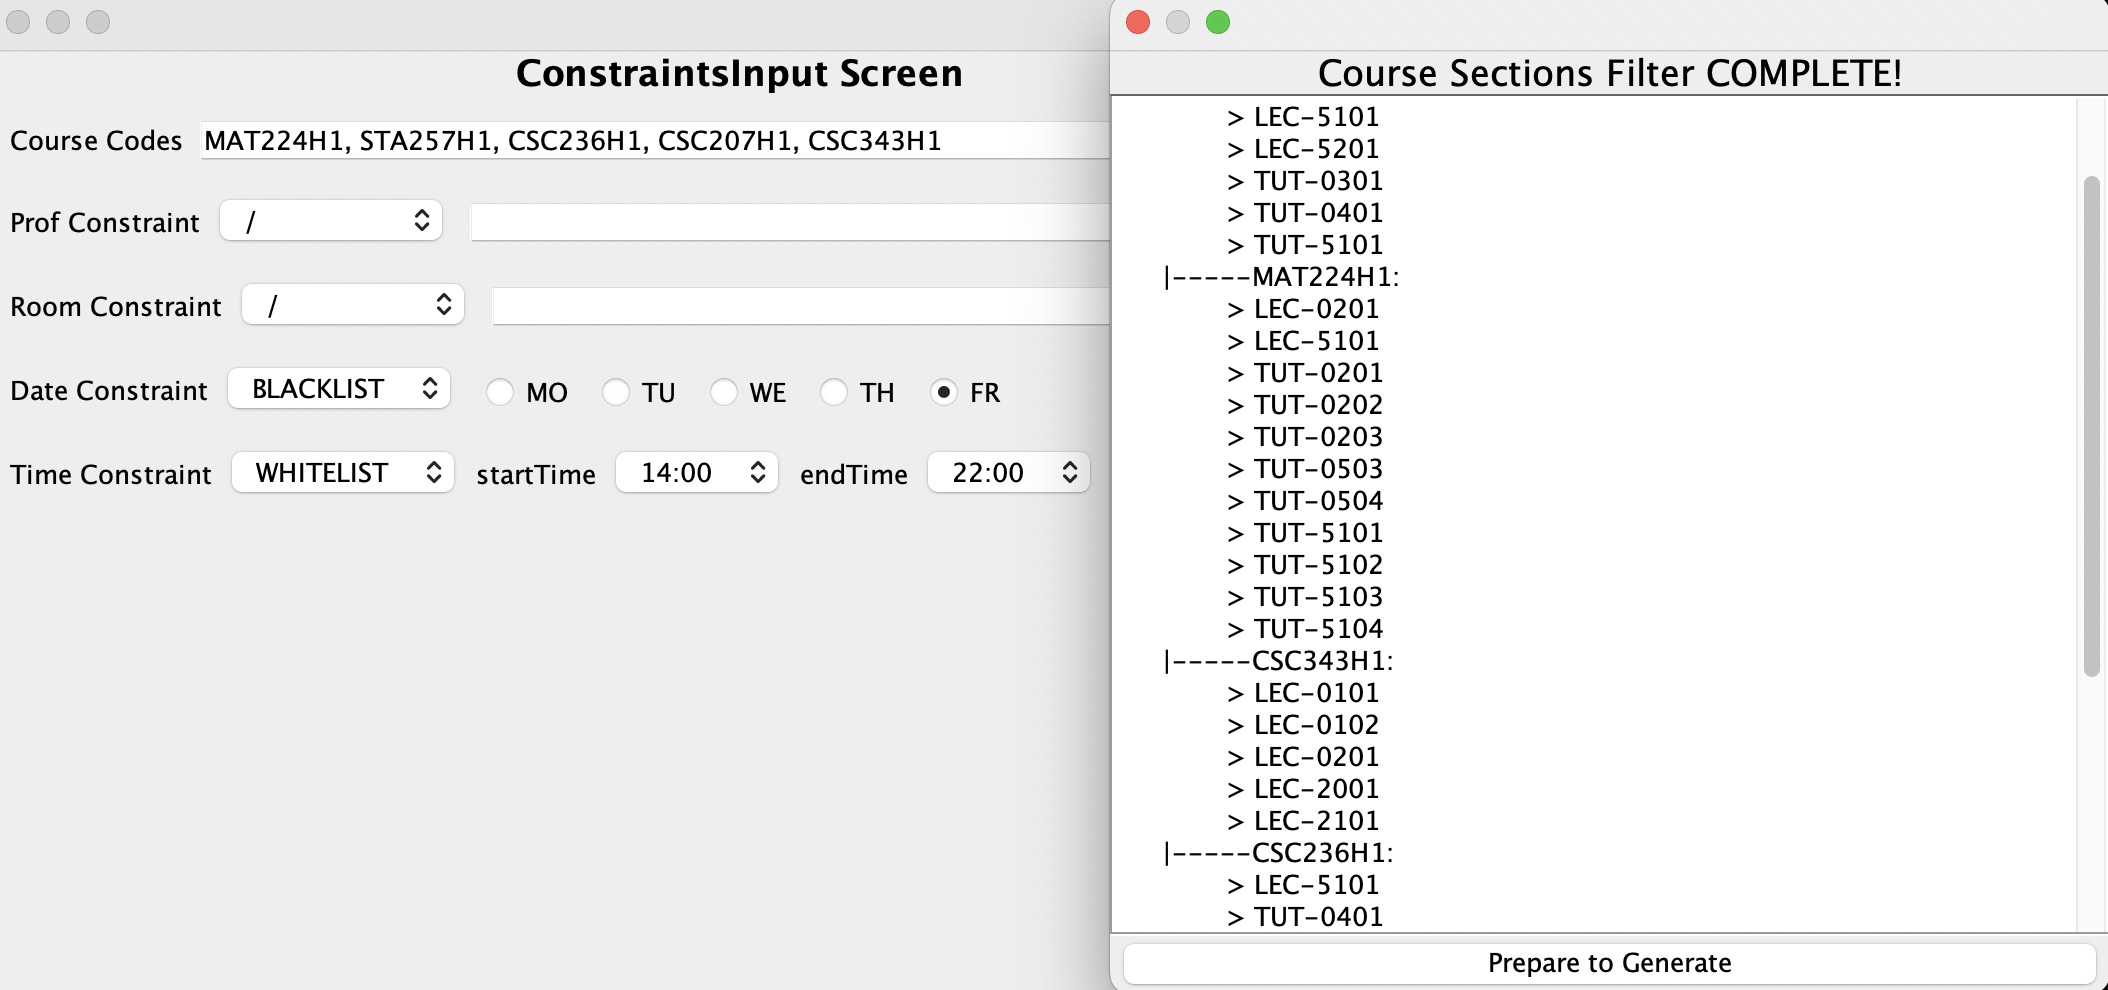 ConstraintsInput Screen
Course Codes MAT224H1, STA257H1, CSC236H1, CSC207H1, CSC343H1
Prof Constraint /
Room Constraint /
Date Constraint BLACKLIST MO TU WE TH FR
Time Constraint WHITELIST startTime 14:00 endTime 22:00
Course Sections Filter COMPLETE!
> LEC-5101
> LEC-5201
> TUT-0301
> TUT-0401
> TUT-5101
|-----MAT224H1:
> LEC-0201
> LEC-5101
> TUT-0201
> TUT-0202
> TUT-0203
> TUT-0503
> TUT-0504
> TUT-5101
> TUT-5102
> TUT-5103
> TUT-5104
|-----CSC343H1:
> LEC-0101
> LEC-0102
> LEC-0201
> LEC-2001
> LEC-2101
|-----CSC236H1:
> LEC-5101
> TUT-0401
Prepare to Generate